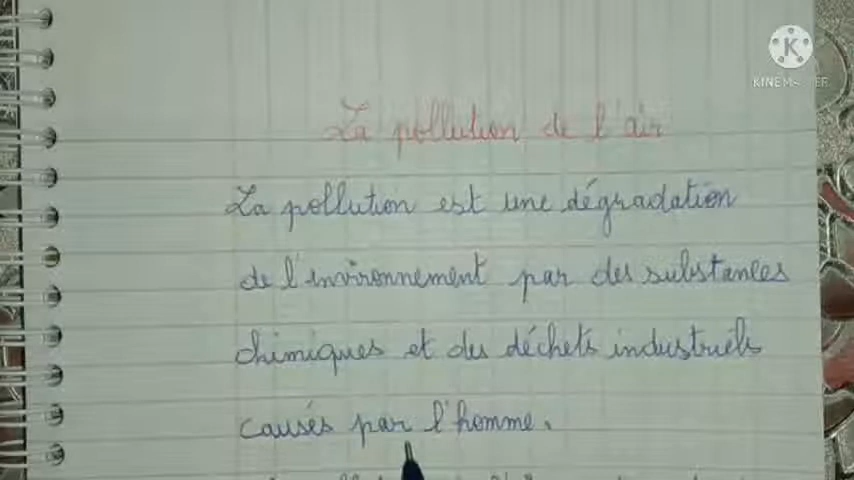 K
KINEMASTER
La pollution de l'air
La pollution est une dégradation
de l'environnement par des substances
chimiques et des déchets industriels
causés par l'homme.